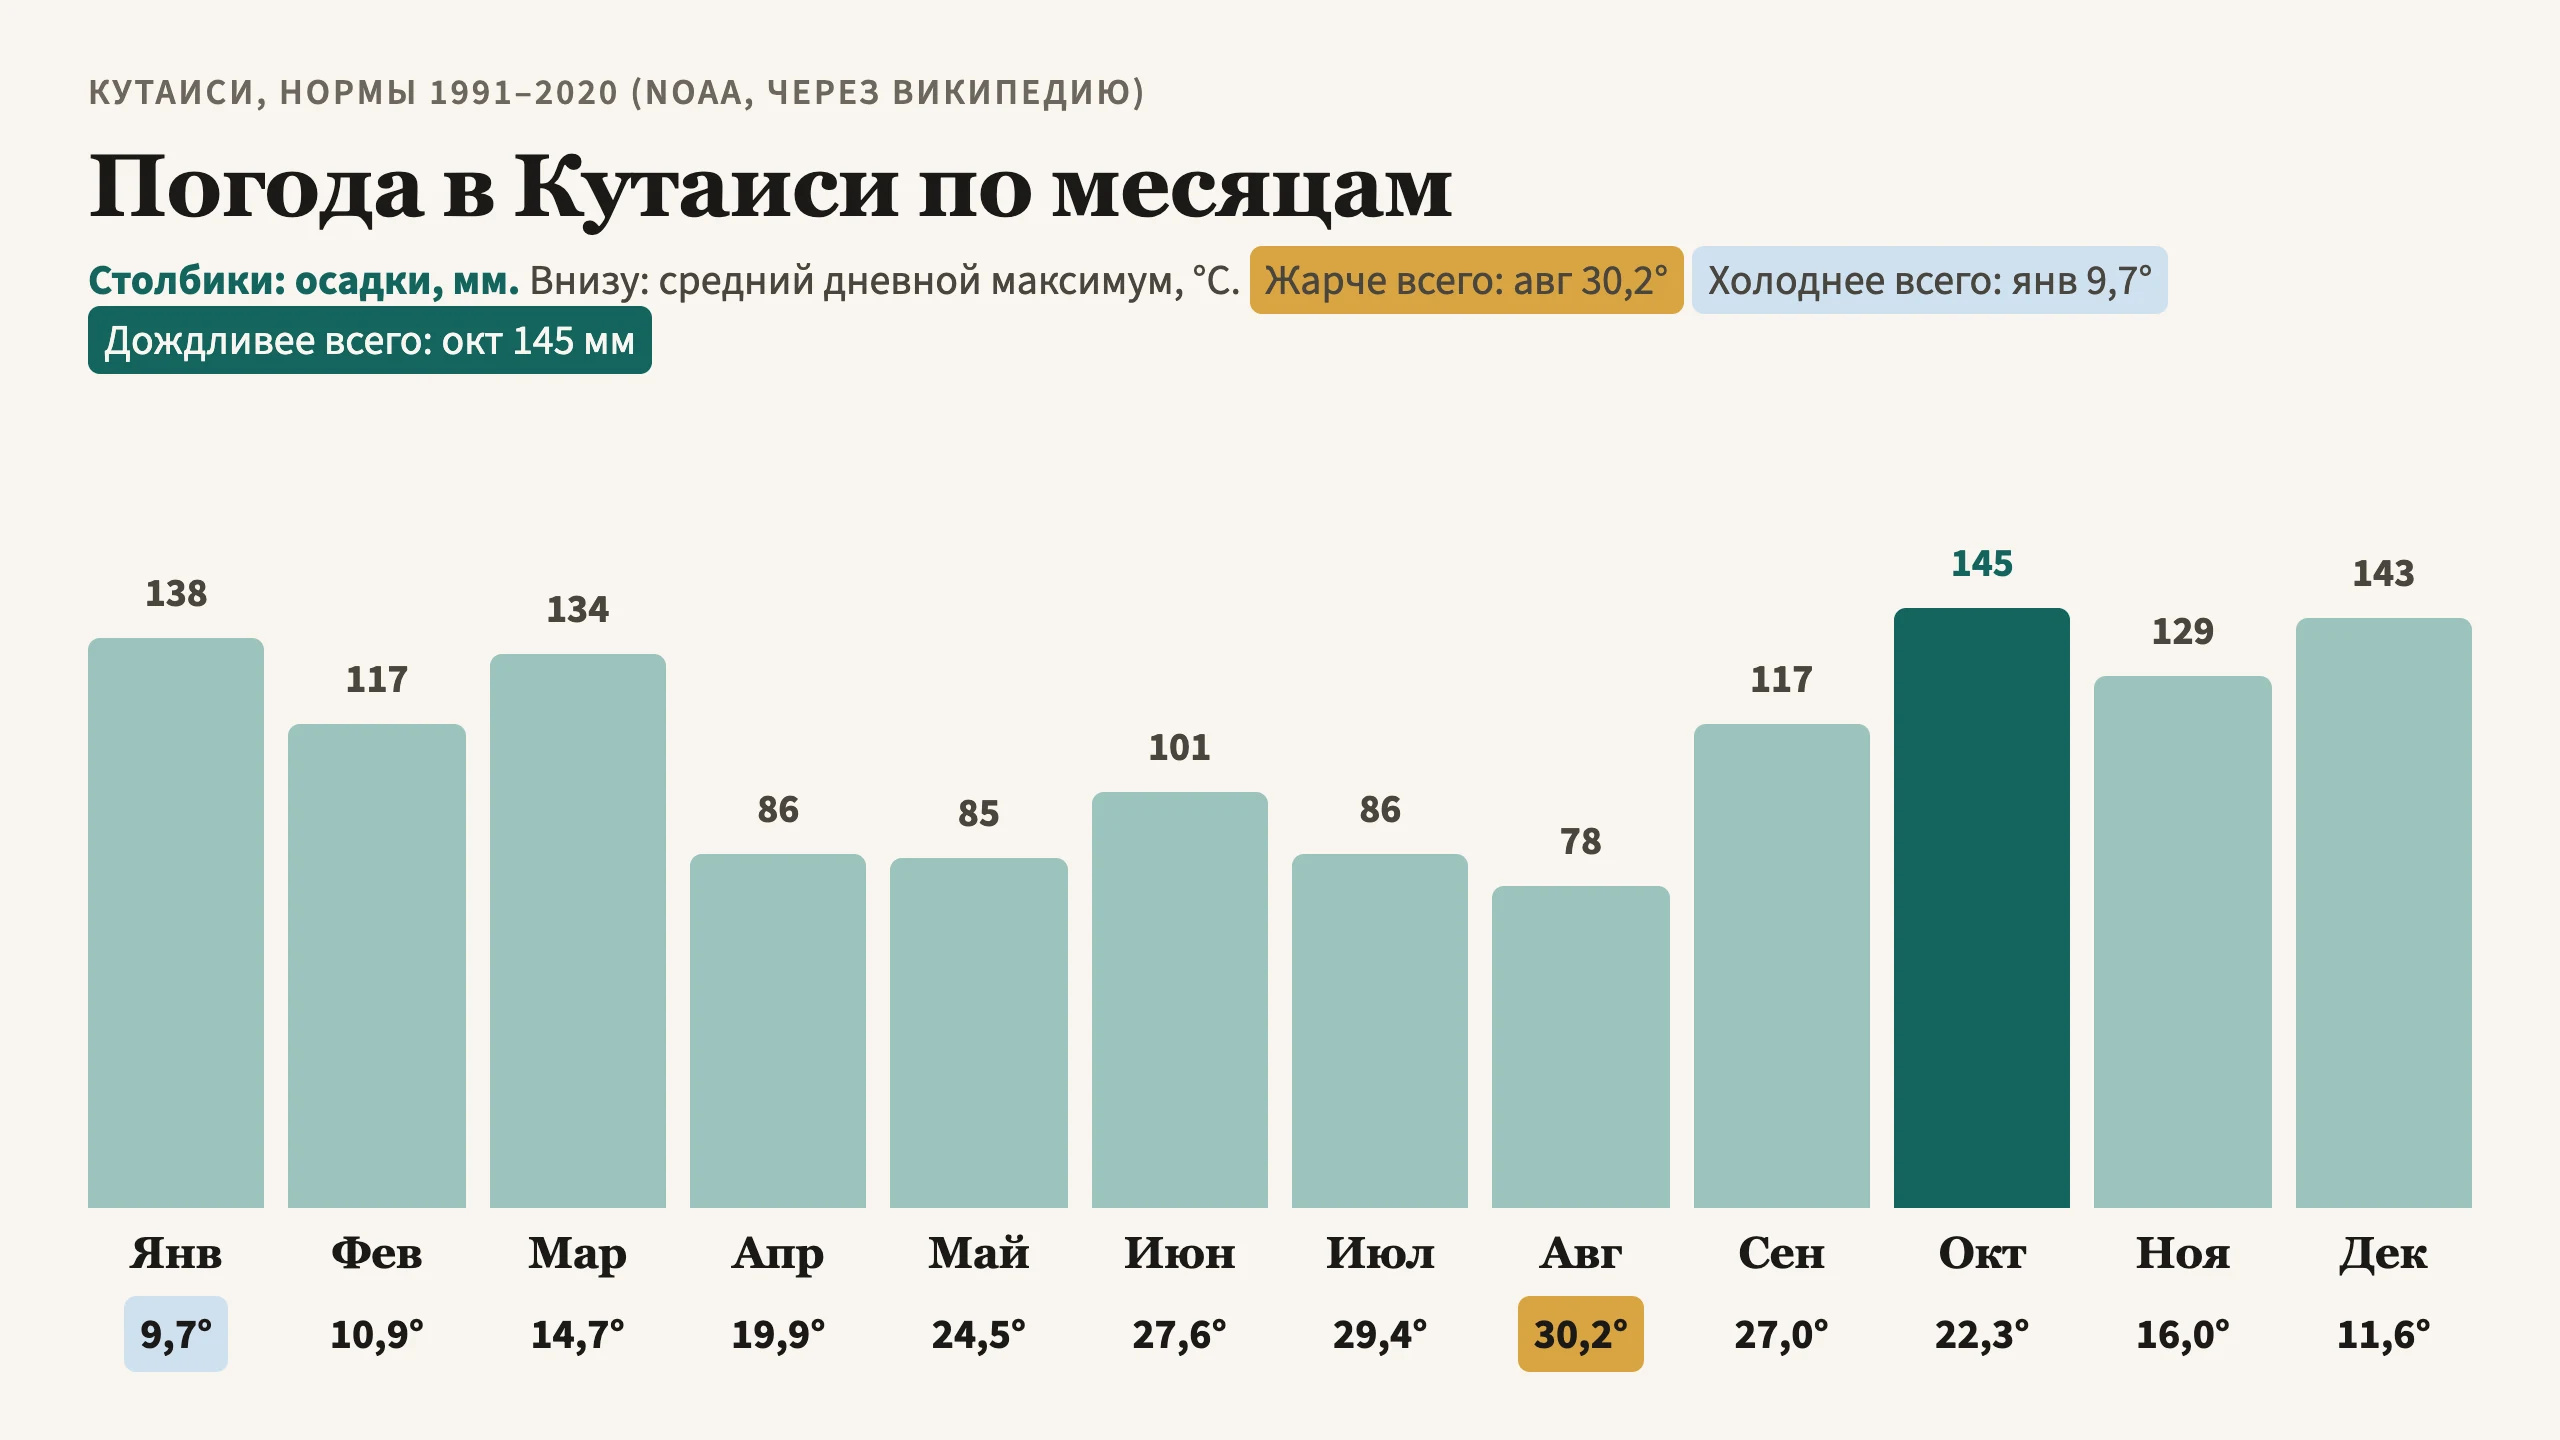 КУТАИСИ, НОРМЫ 1991–2020 (NOAA, ЧЕРЕЗ ВИКИПЕДИЮ)
Погода в Кутаиси по месяцам
Столбики: осадки, мм. Внизу: средний дневной максимум, °C. Жарче всего: авг 30,2° Холоднее всего: янв 9,7°
Дождливее всего: окт 145 мм
138 117 134 86 85 101 86 78 117 145 129 143
Янв Фев Мар Апр Май Июн Июл Авг Сен Окт Ноя Дек
9,7° 10,9° 14,7° 19,9° 24,5° 27,6° 29,4° 30,2° 27,0° 22,3° 16,0° 11,6°